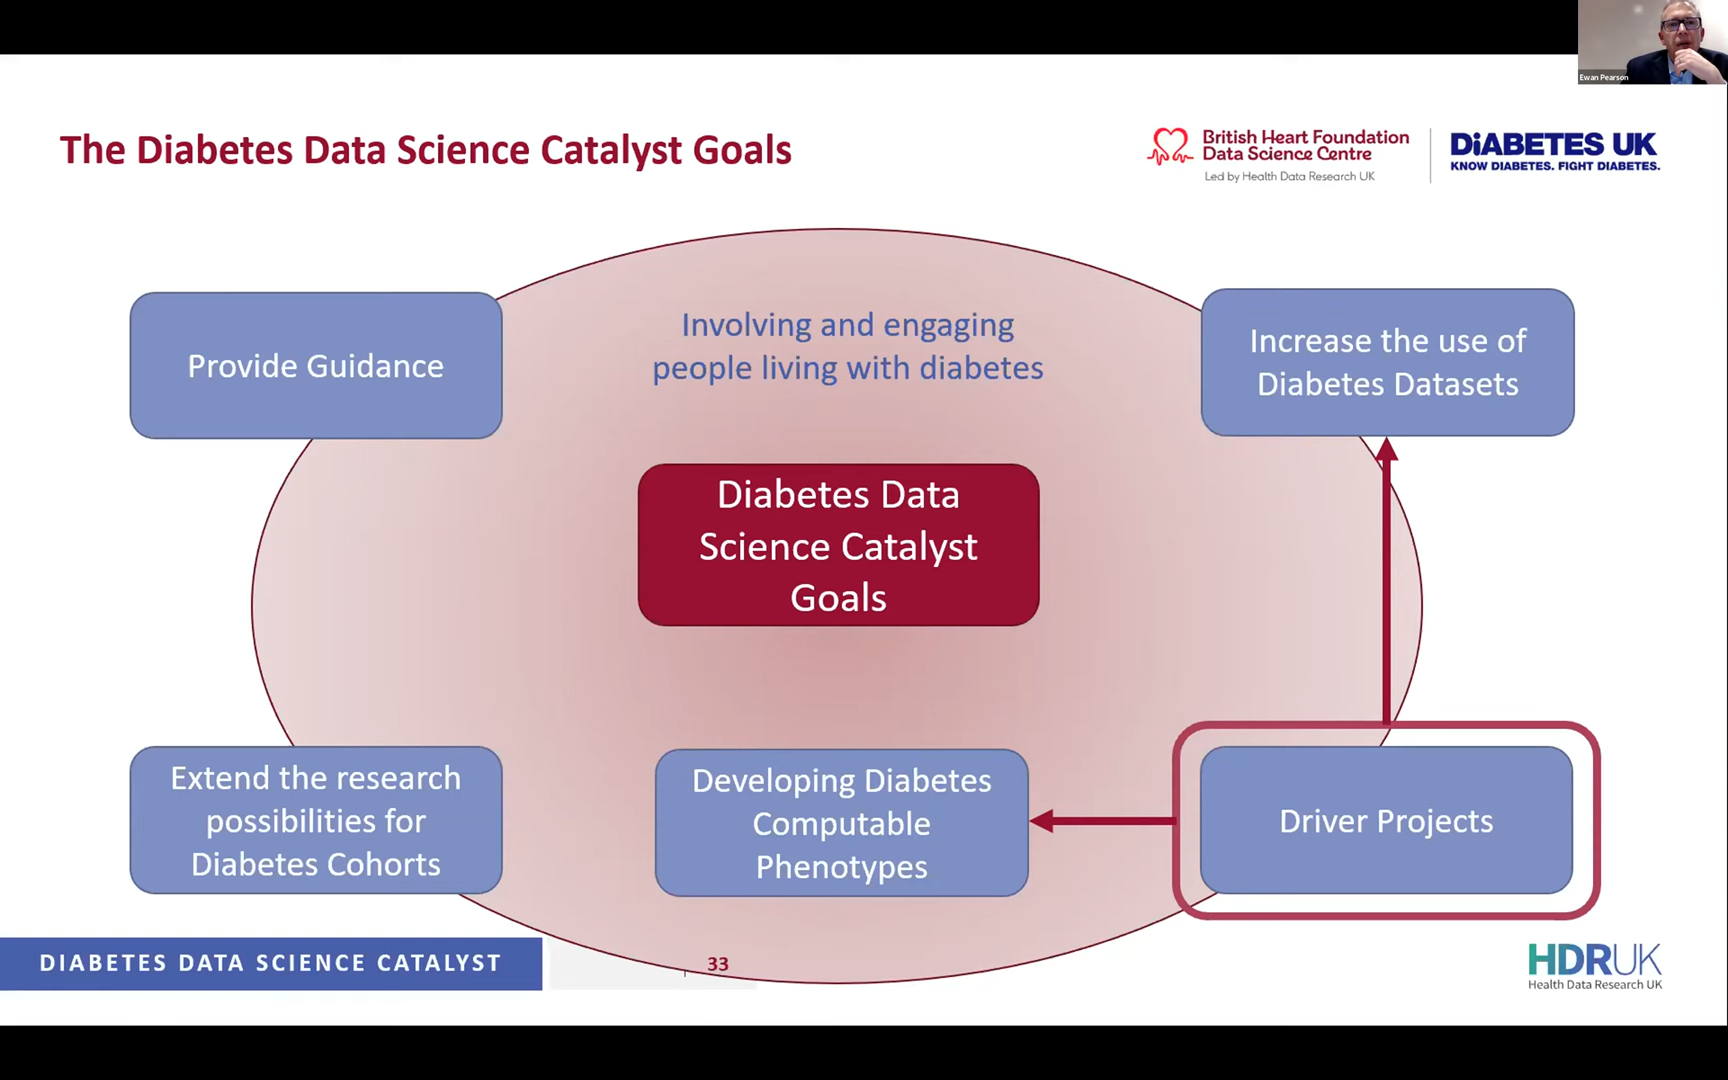 Ewan Pearson
The Diabetes Data Science Catalyst Goals
British Heart Foundation
Data Science Centre
Led by Health Data Research UK
DiABETES UK
KNOW DIABETES. FIGHT DIABETES.
Provide Guidance
Involving and engaging
people living with diabetes
Increase the use of
Diabetes Datasets
Diabetes Data
Science Catalyst
Goals
Extend the research
possibilities for
Diabetes Cohorts
Developing Diabetes
Computable
Phenotypes
Driver Projects
DIABETES DATA SCIENCE CATALYST
33
HDRUK
Health Data Research UK